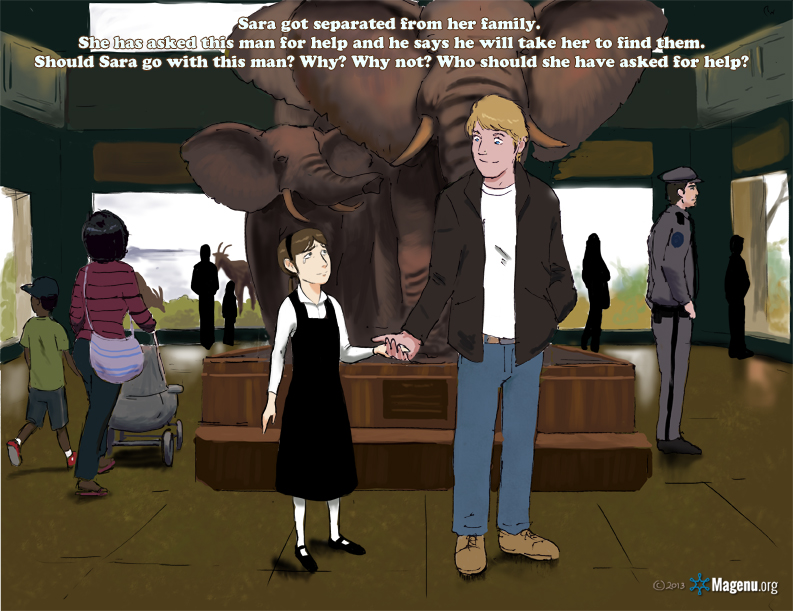 Sara got separated from her family.
She has asked this man for help and he says he will take her to find them.
Should Sara go with this man? Why? Why not? Who should she have asked for help?
©2013 Magenu.org